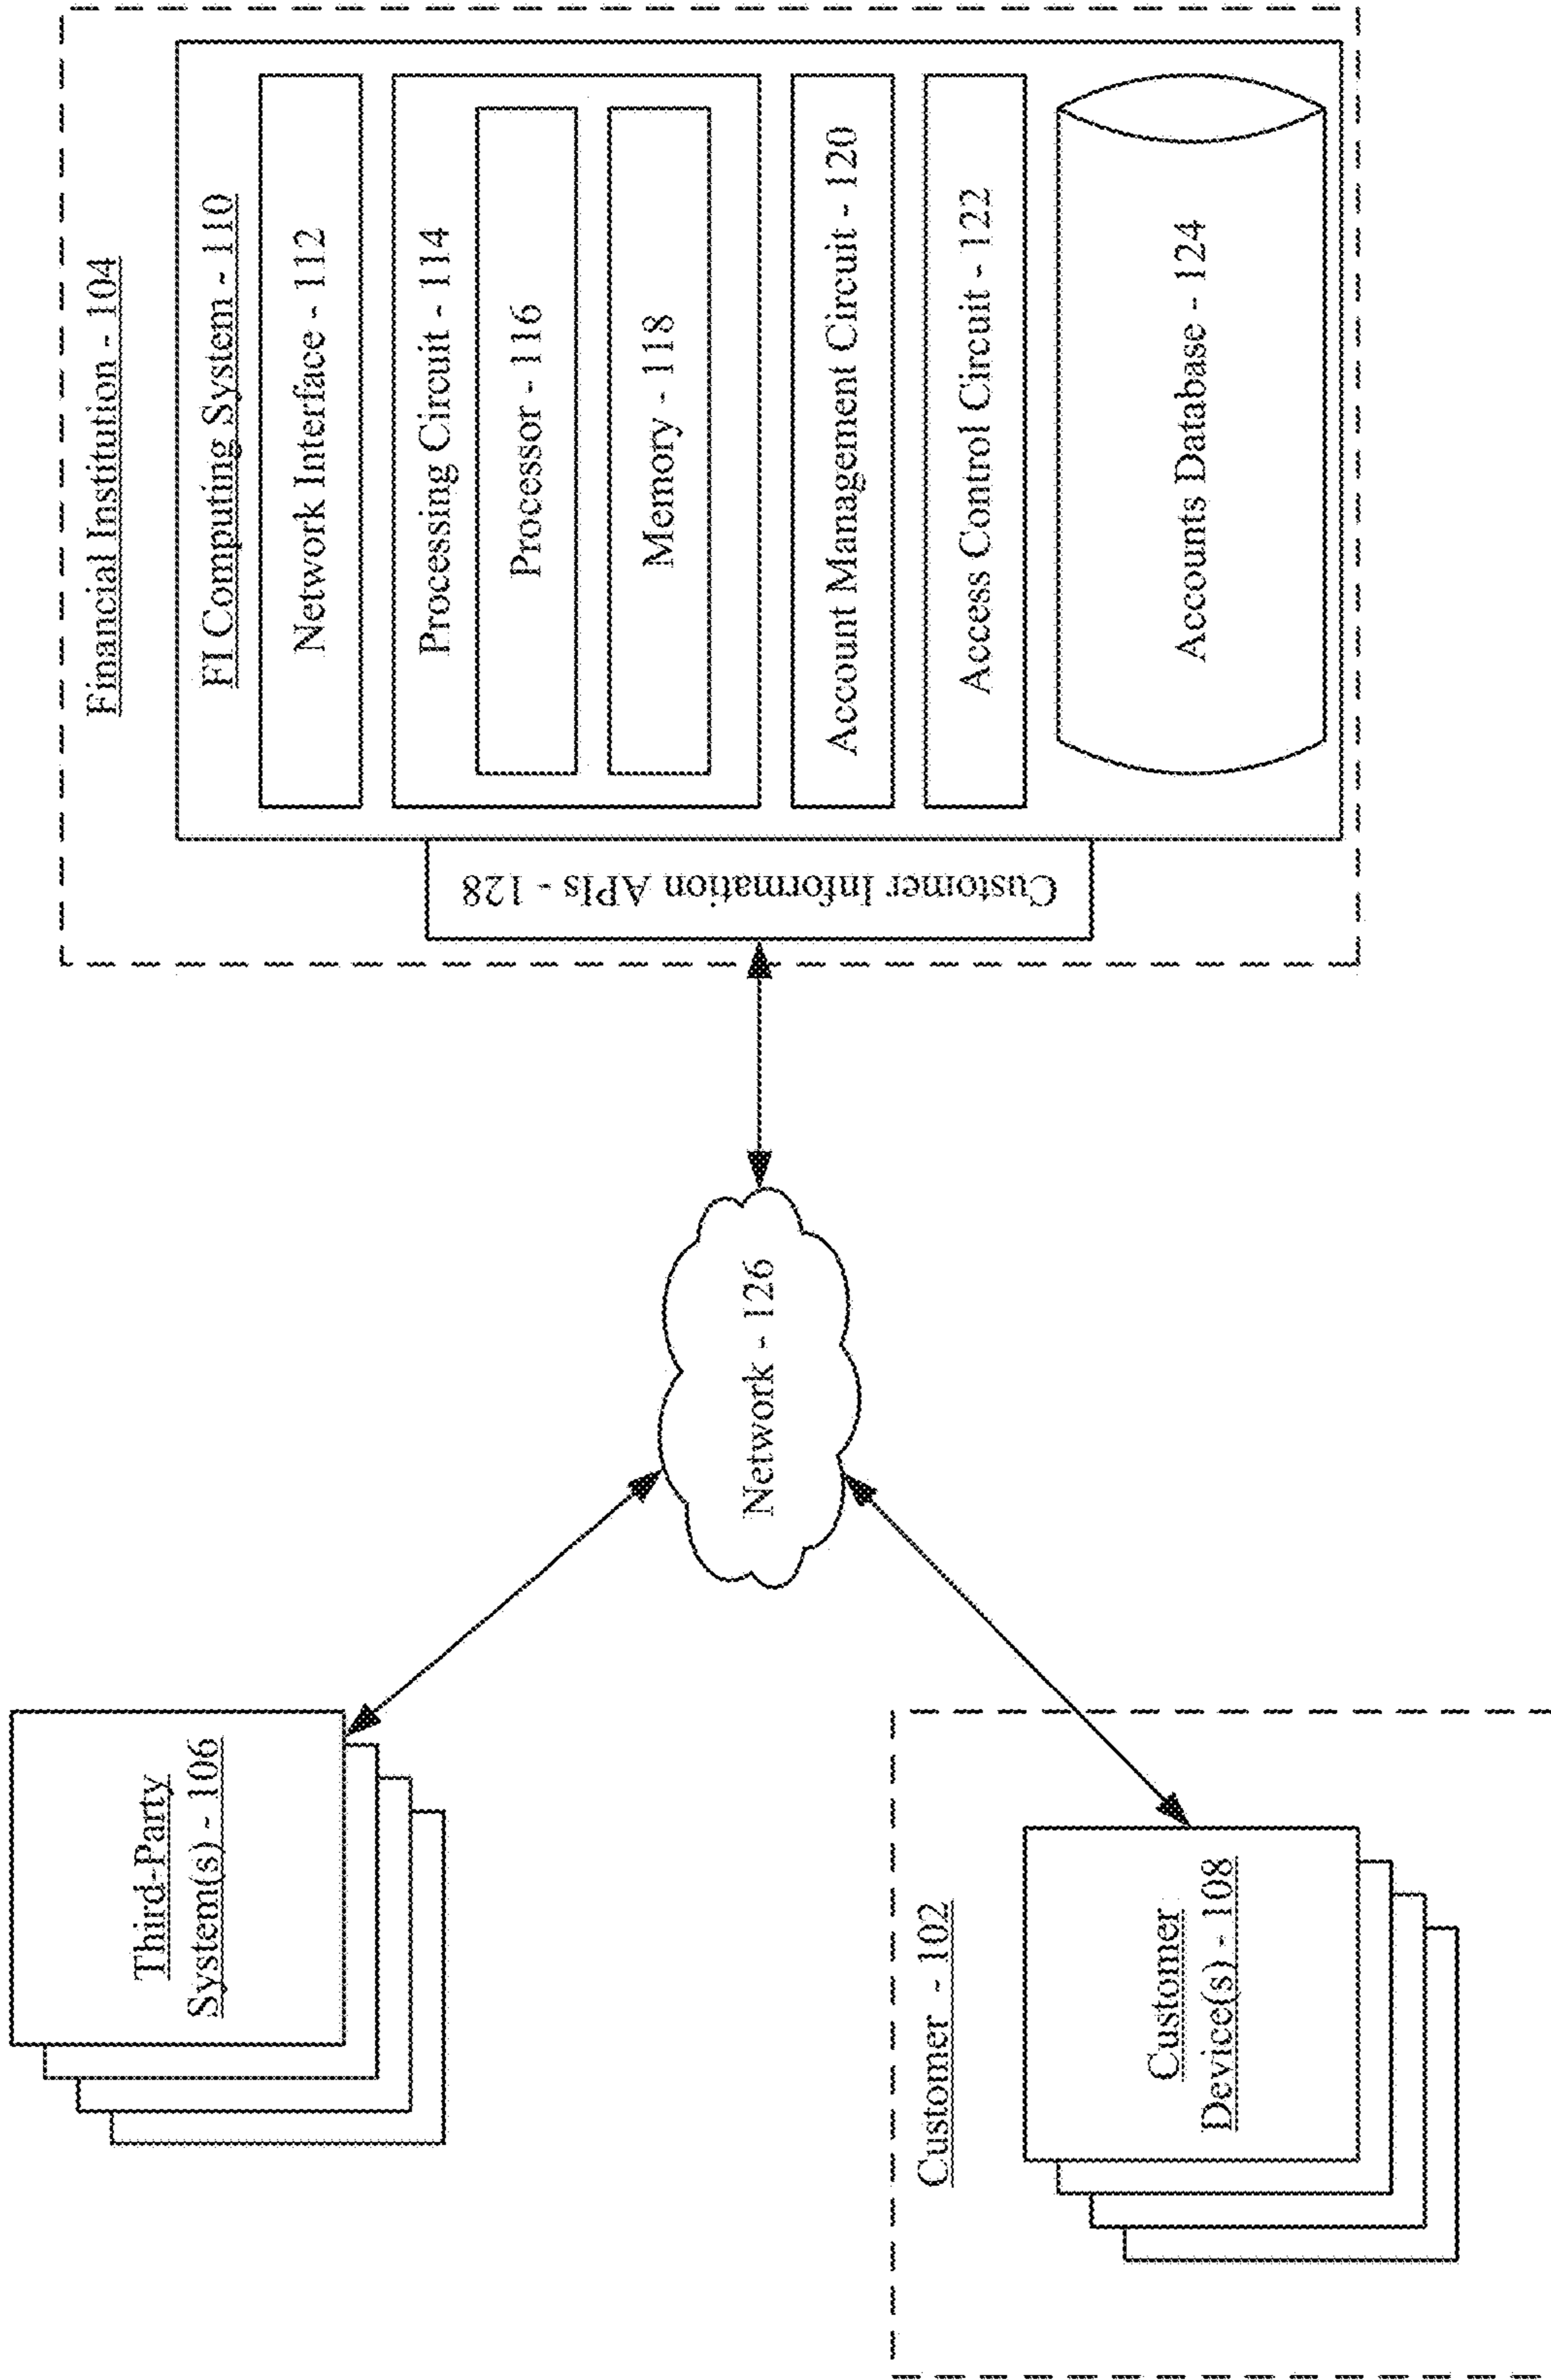 Third-Party
System(s) - 106
Customer - 102
Customer
Device(s) - 108
Network - 126
Financial Institution - 104
Customer Information APIs - 128
FI Computing System - 110
Network Interface - 112
Processing Circuit - 114
Processor - 116
Memory - 118
Account Management Circuit - 120
Access Control Circuit - 122
Accounts Database - 124